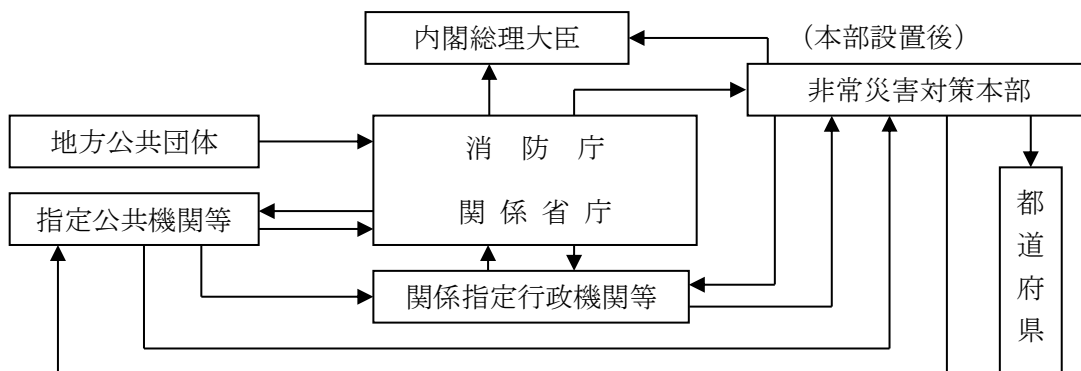 内閣総理大臣
（本部設置後）
非常災害対策本部
地方公共団体
消防庁
関係省庁
指定公共機関等
関係指定行政機関等
都道府県